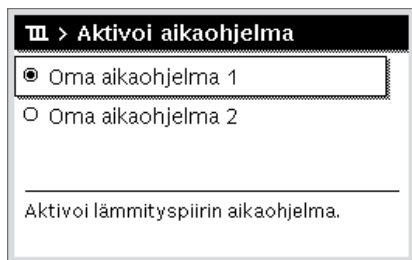 > Aktivoi aikaohjelma
Oma aikaohjelma 1
Oma aikaohjelma 2
Aktivoi lämmityspiirin aikaohjelma.